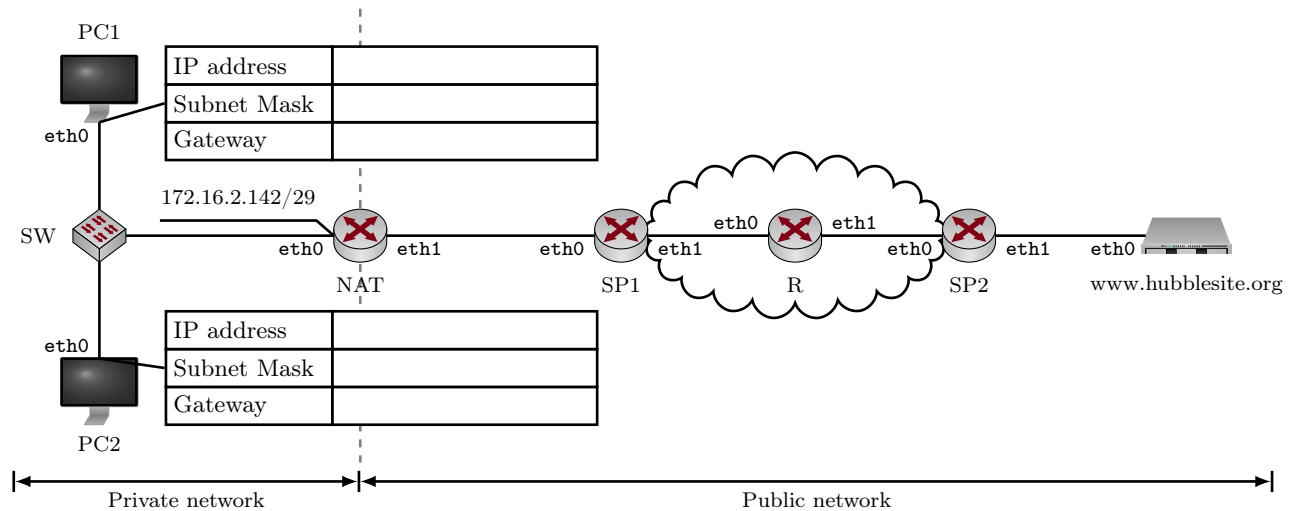 PC1
IP address
Subnet Mask
Gateway
eth0
172.16.2.142/29
SW
eth0
eth1
NAT
eth0
eth1
SP1
eth0
eth1
R
eth0
eth1
SP2
eth0
www.hubblesite.org
eth0
IP address
Subnet Mask
Gateway
PC2
Private network
Public network